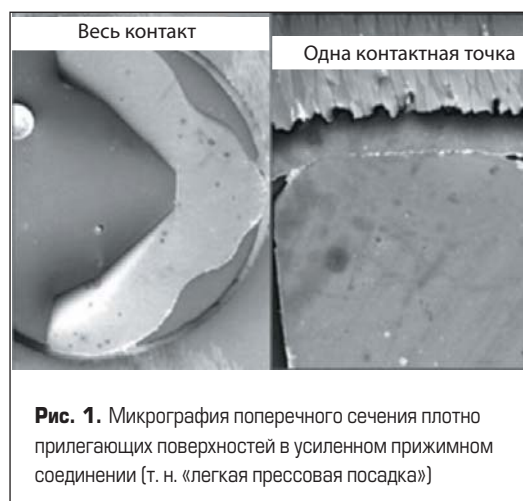 Весь контакт
Одна контактная точка
Рис. 1. Микрография поперечного сечения плотно
прилегающих поверхностей в усиленном прижимном
соединении (т. н. «легкая прессовая посадка»)